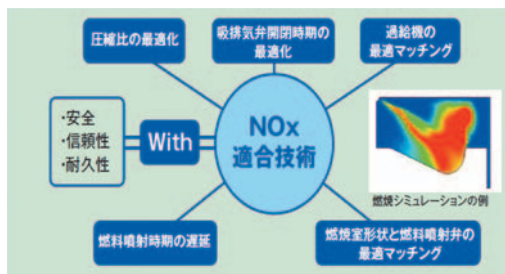 圧縮比の最適化
吸排気弁開閉時期の
最適化
過給機の
最適マッチング
・安全
・信頼性
・耐久性
With
NOx
適合技術
燃焼シミュレーションの例
燃料噴射時期の遅延
燃焼室形状と燃料噴射弁の
最適マッチング